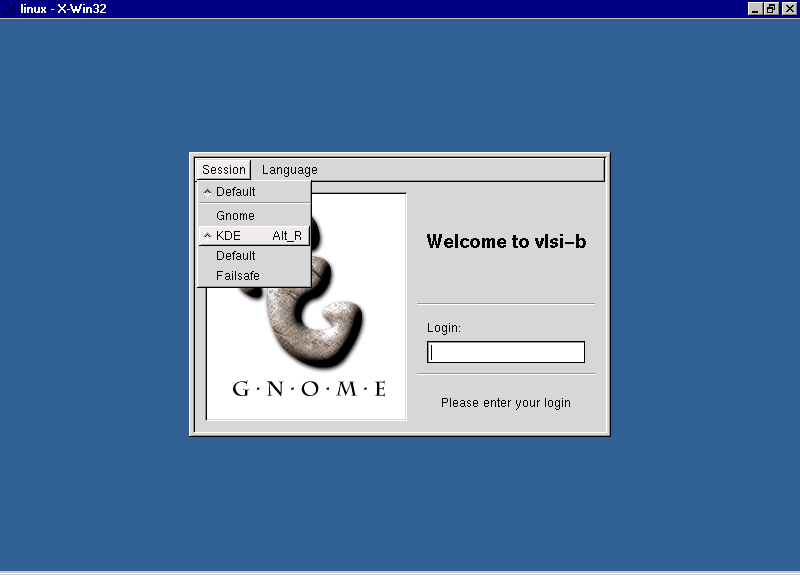 linux - X-Win32
Session Language
Default
Gnome
KDE Alt_R
Default
Failsafe
G·N·O·M·E
Welcome to vlsi-b
Login:
Please enter your login